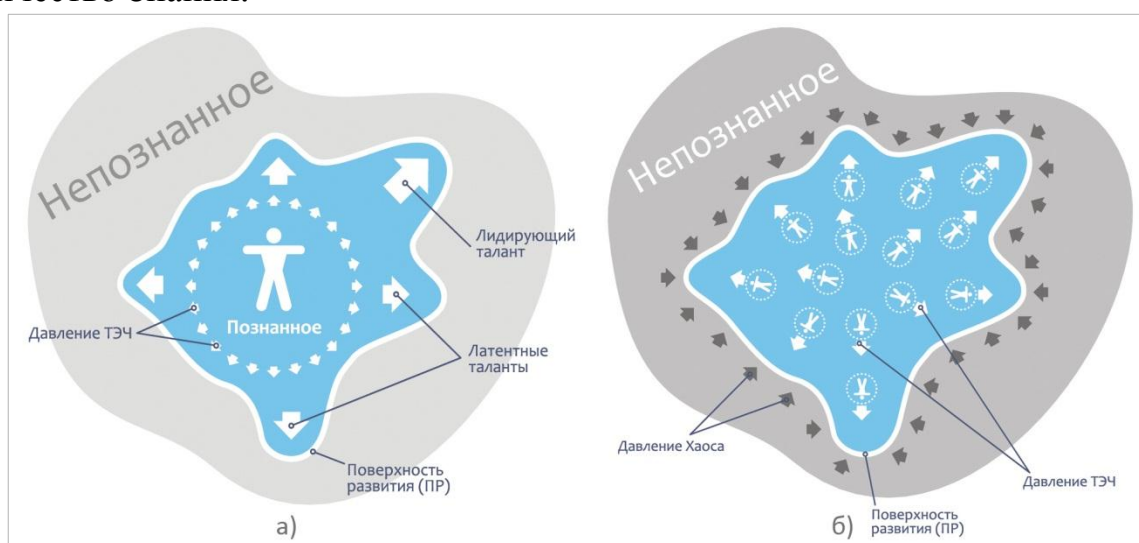 Непознанное
Лидирующий
талант
Познанное
Давление ТЭЧ
Латентные
таланты
Поверхность
развития (ПР)
а)
Непознанное
Давление Хаоса
Давление ТЭЧ
Поверхность
развития (ПР)
б)